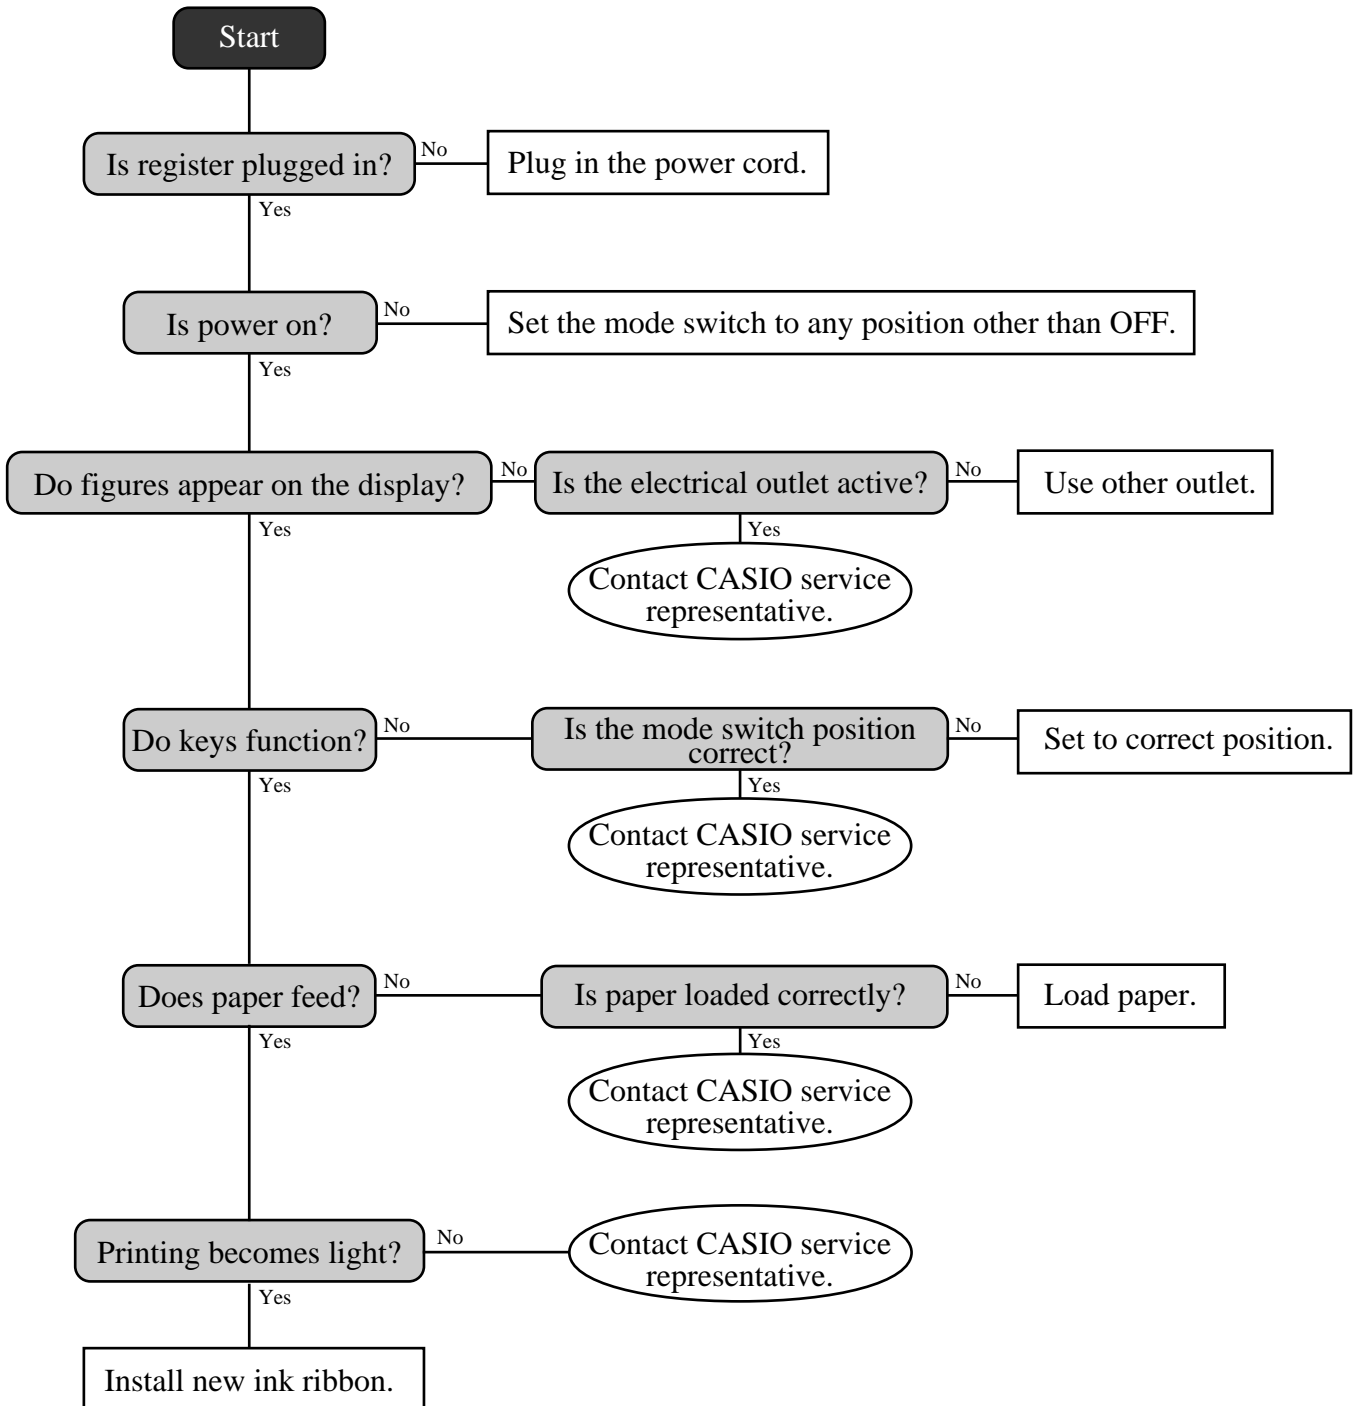 Start
Is register plugged in?
No
Plug in the power cord.
Yes
Is power on?
No
Set the mode switch to any position other than OFF.
Yes
Do figures appear on the display?
No
Is the electrical outlet active?
No
Use other outlet.
Yes
Yes
Contact CASIO service
representative.
Do keys function?
No
Is the mode switch position
correct?
No
Set to correct position.
Yes
Yes
Contact CASIO service
representative.
Does paper feed?
No
Is paper loaded correctly?
No
Load paper.
Yes
Yes
Contact CASIO service
representative.
Printing becomes light?
No
Contact CASIO service
representative.
Yes
Install new ink ribbon.